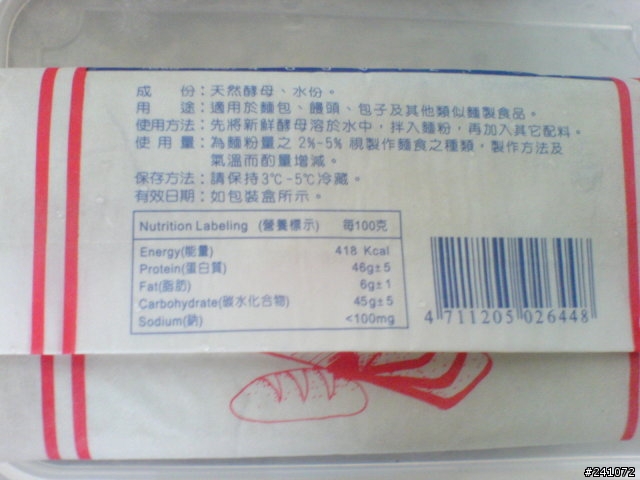 成　份：天然酵母、水份。
用　途：適用於麵包、饅頭、包子及其他類似麵製食品。
使用方法：先將新鮮酵母溶於水中，拌入麵粉，再加入其它配料。
使 用 量：為麵粉量之 2%~5% 視製作麵食之種類，製作方法及
氣溫而酌量增減。
保存方法：請保持3℃-5℃冷藏。
有效日期：如包裝盒所示。
Nutrition Labeling (營養標示) 每100克
Energy(能量) 418 Kcal
Protein(蛋白質) 46g±5
Fat(脂肪) 6g±1
Carbohydrate(碳水化合物) 45g±5
Sodium(鈉) <100mg
4 711205 026448
#241072